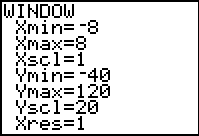 WINDOW
Xmin=-8
Xmax=8
Xscl=1
Ymin=-40
Ymax=120
Yscl=20
Xres=1